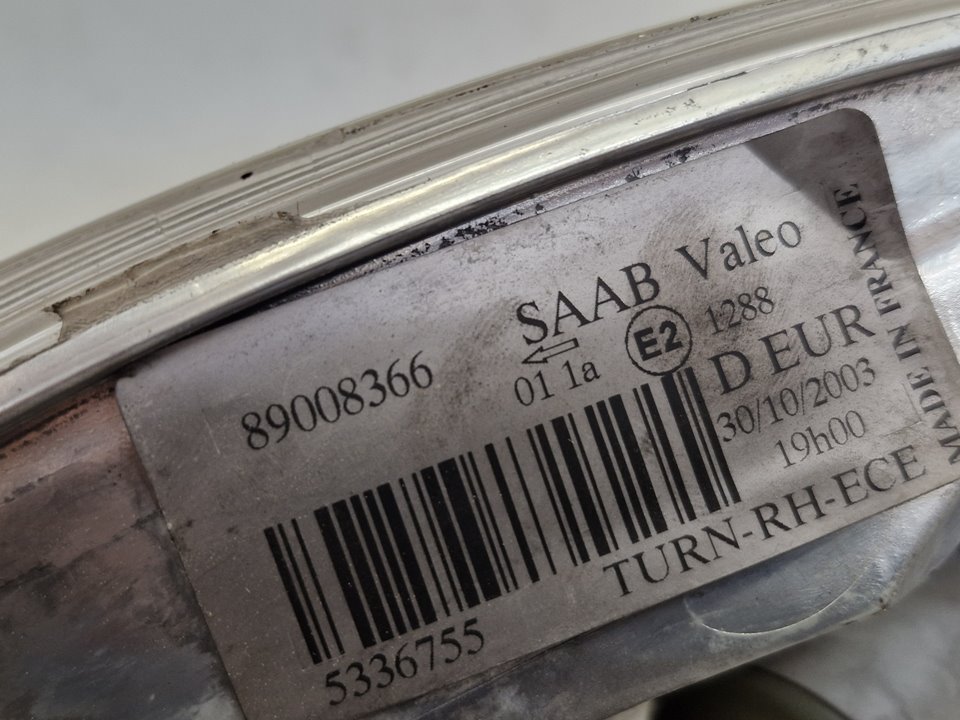 SAAB Valeo
89008366
01 1a
E2
1288
D EUR
30/10/2003
19h00
MADE IN FRANCE
TURN-RH-ECE
5336755